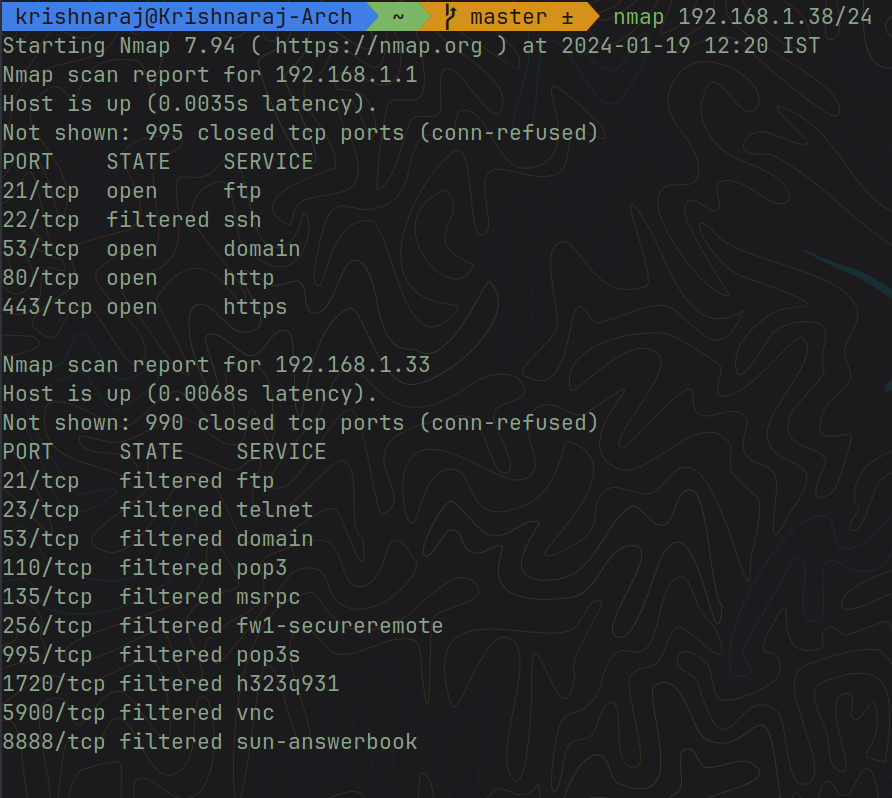 krishnaraj@Krishnaraj-Arch ~ master ± nmap 192.168.1.38/24
Starting Nmap 7.94 ( https://nmap.org ) at 2024-01-19 12:20 IST
Nmap scan report for 192.168.1.1
Host is up (0.0035s latency).
Not shown: 995 closed tcp ports (conn-refused)
PORT    STATE    SERVICE
21/tcp  open     ftp
22/tcp  filtered ssh
53/tcp  open     domain
80/tcp  open     http
443/tcp open     https
Nmap scan report for 192.168.1.33
Host is up (0.0068s latency).
Not shown: 990 closed tcp ports (conn-refused)
PORT     STATE    SERVICE
21/tcp   filtered ftp
23/tcp   filtered telnet
53/tcp   filtered domain
110/tcp  filtered pop3
135/tcp  filtered msrpc
256/tcp  filtered fw1-secureremote
995/tcp  filtered pop3s
1720/tcp filtered h323q931
5900/tcp filtered vnc
8888/tcp filtered sun-answerbook